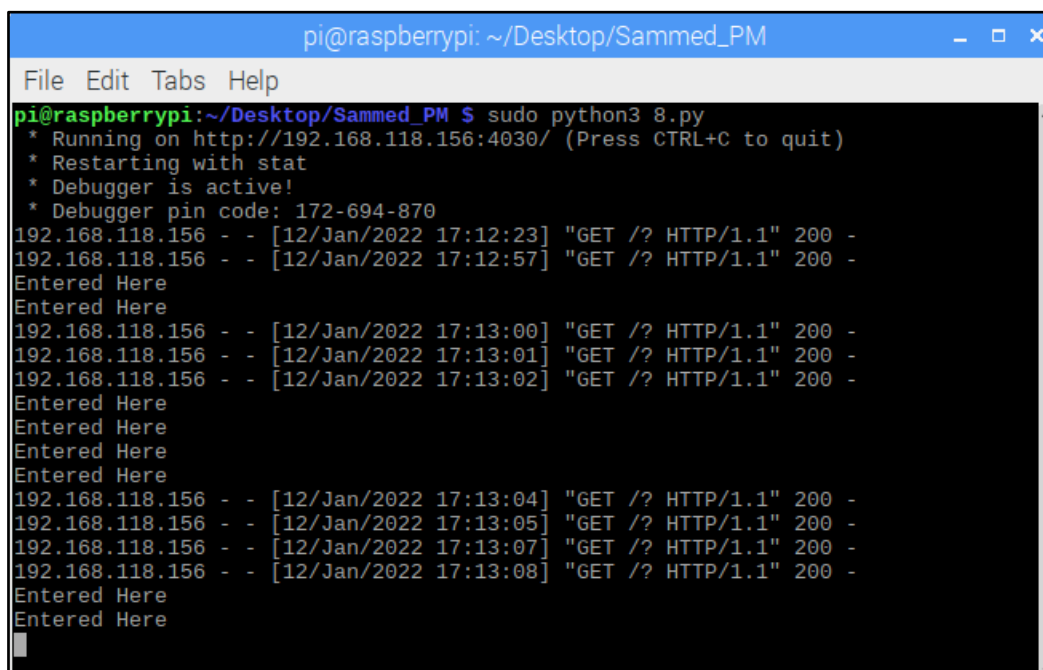 pi@raspberrypi: ~/Desktop/Sammed_PM
File Edit Tabs Help
pi@raspberrypi:~/Desktop/Sammed_PM $ sudo python3 8.py
 * Running on http://192.168.118.156:4030/ (Press CTRL+C to quit)
 * Restarting with stat
 * Debugger is active!
 * Debugger pin code: 172-694-870
192.168.118.156 - - [12/Jan/2022 17:12:23] "GET /? HTTP/1.1" 200 -
192.168.118.156 - - [12/Jan/2022 17:12:57] "GET /? HTTP/1.1" 200 -
Entered Here
Entered Here
192.168.118.156 - - [12/Jan/2022 17:13:00] "GET /? HTTP/1.1" 200 -
192.168.118.156 - - [12/Jan/2022 17:13:01] "GET /? HTTP/1.1" 200 -
192.168.118.156 - - [12/Jan/2022 17:13:02] "GET /? HTTP/1.1" 200 -
Entered Here
Entered Here
Entered Here
Entered Here
192.168.118.156 - - [12/Jan/2022 17:13:04] "GET /? HTTP/1.1" 200 -
192.168.118.156 - - [12/Jan/2022 17:13:05] "GET /? HTTP/1.1" 200 -
192.168.118.156 - - [12/Jan/2022 17:13:07] "GET /? HTTP/1.1" 200 -
192.168.118.156 - - [12/Jan/2022 17:13:08] "GET /? HTTP/1.1" 200 -
Entered Here
Entered Here